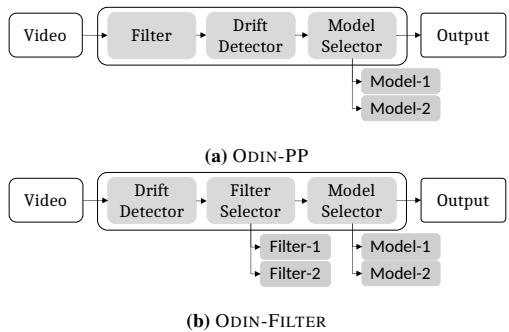 Video
Filter
Drift
Detector
Model
Selector
Output
Model-1
Model-2
(a) ODIN-PP
Video
Drift
Detector
Filter
Selector
Model
Selector
Output
Filter-1
Model-1
Filter-2
Model-2
(b) ODIN-FILTER